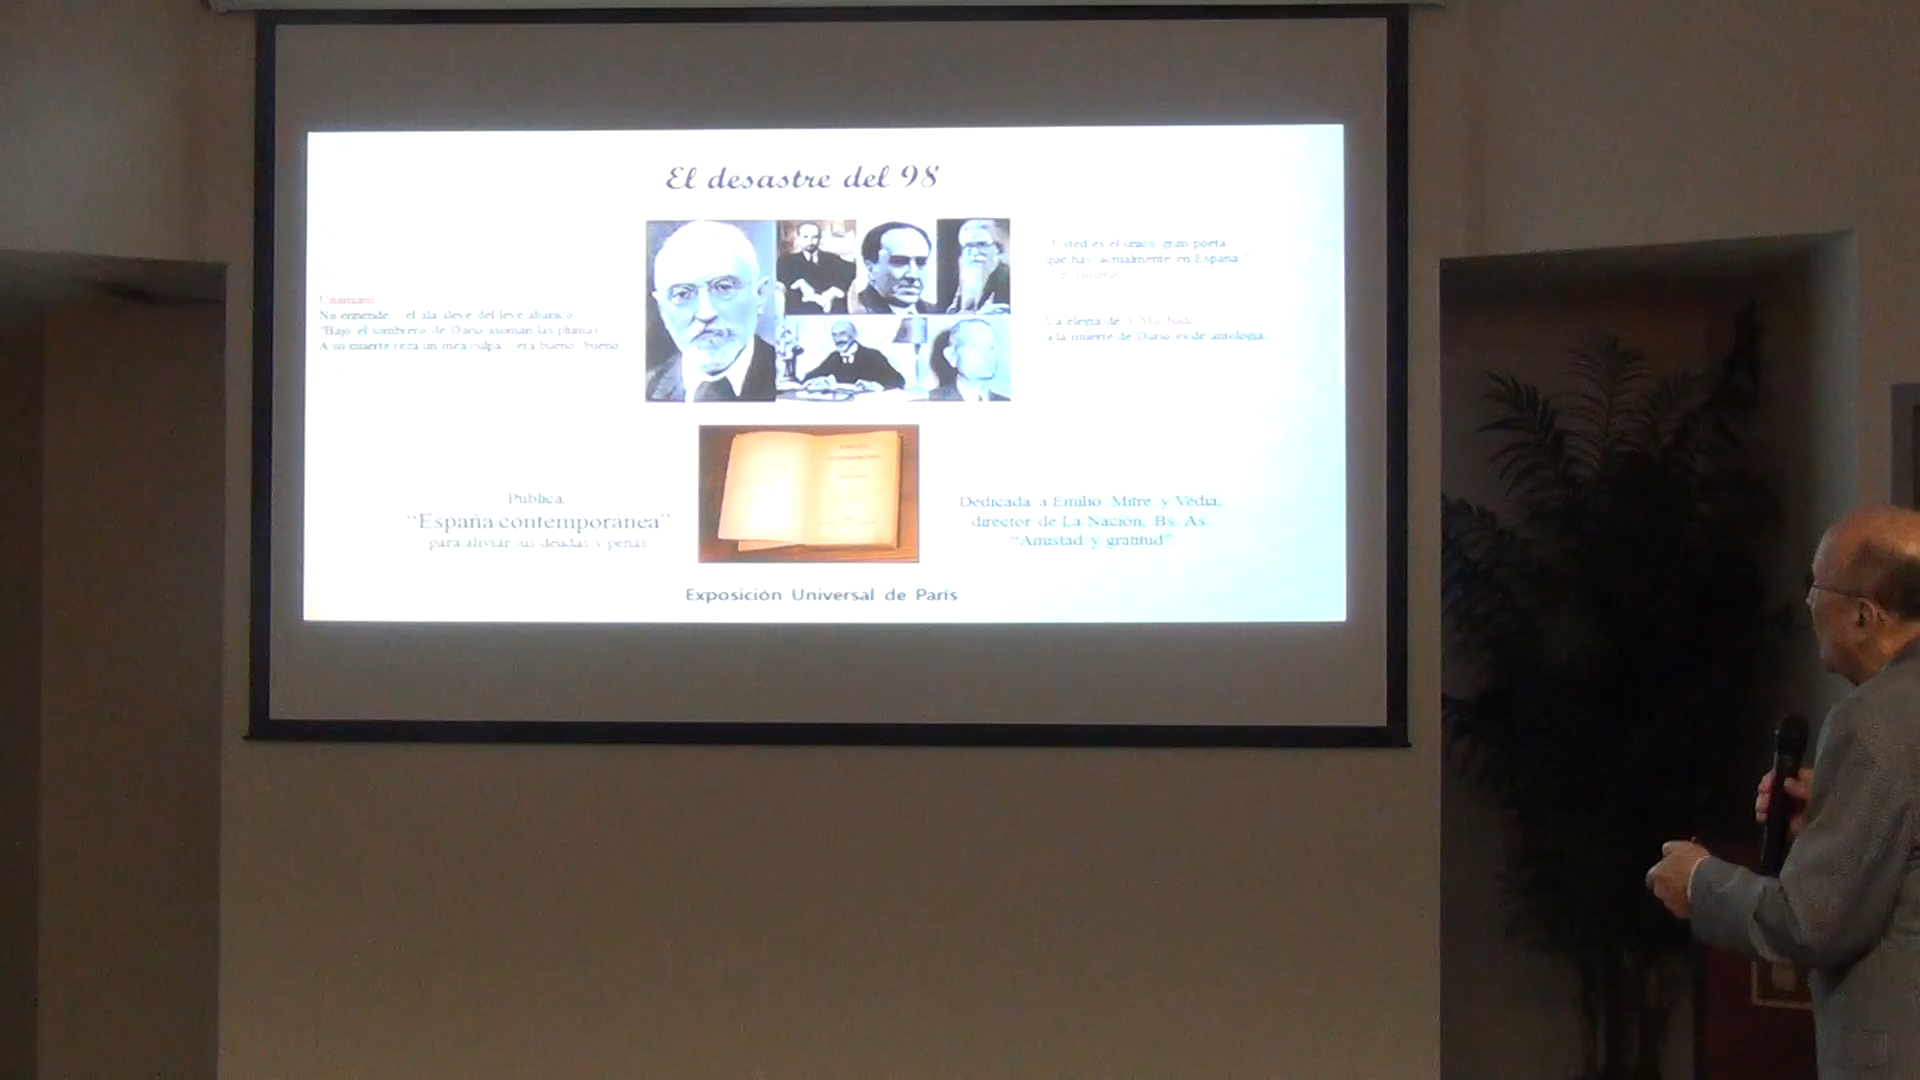 El desastre del 98
Unamuno
No entiende el ala aleve del leve abanico
"Bajo el sombrero de Darío asoman las plumas
A su muerte reza un mea culpa era bueno, bueno
Usted es el único gran poeta
que hay actualmente en España"
La elegía de A Machado
a la muerte de Darío es de antología.
Publica
"España contemporánea"
para aliviar sus deudas y penas
Dedicada a Emilio Mitre y Vedia,
director de La Nación, Bs. As.
"Amistad y gratitud".
Exposición Universal de París